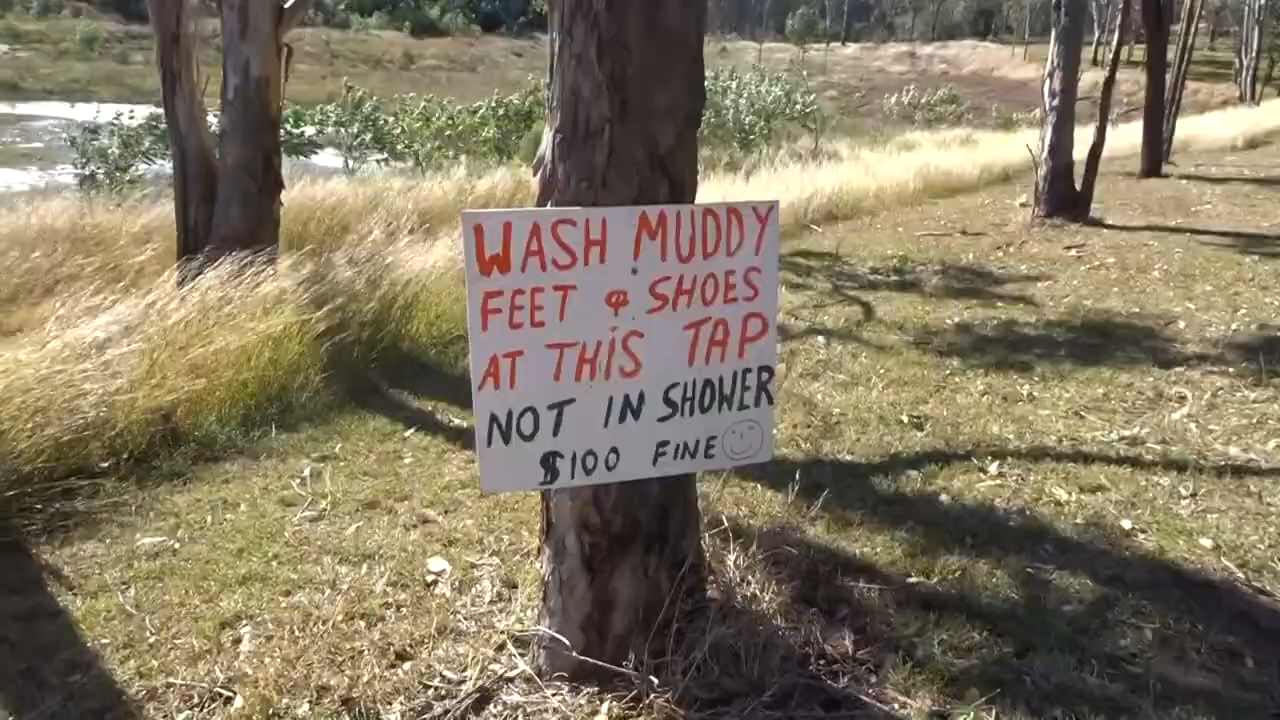 WASH MUDDY
FEET & SHOES
AT THIS TAP
NOT IN SHOWER
$100 FINE